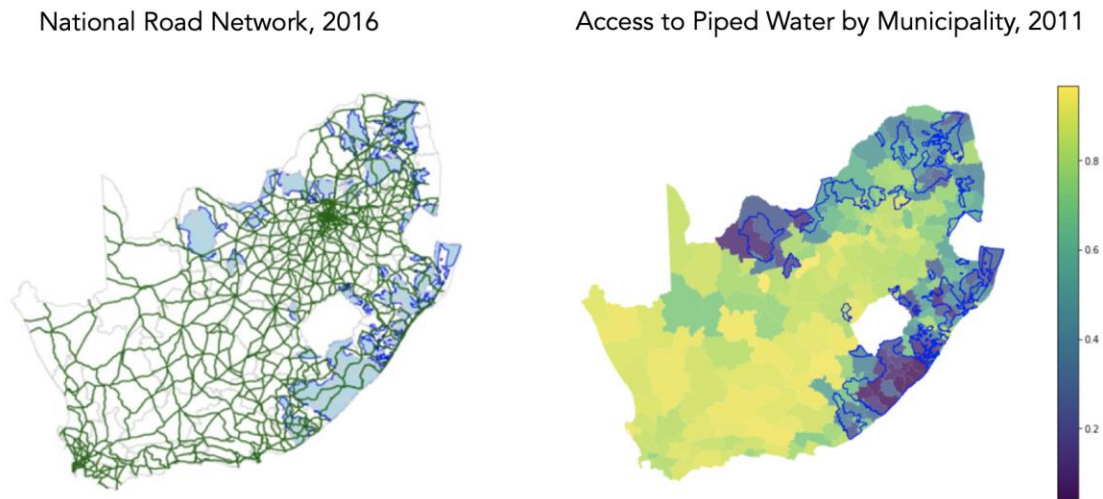 National Road Network, 2016
Access to Piped Water by Municipality, 2011
0.8
0.6
0.4
0.2